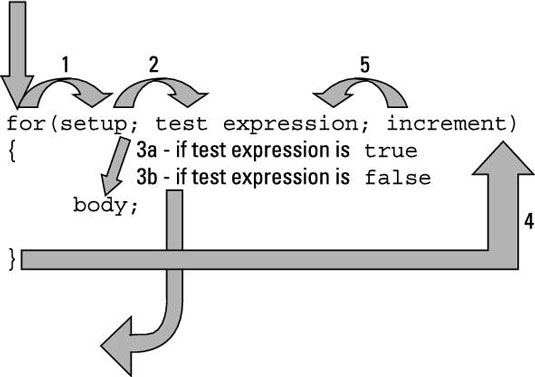 1 2 5
for(setup; test expression; increment)
{ 3a - if test expression is true
3b - if test expression is false
body;
4
}